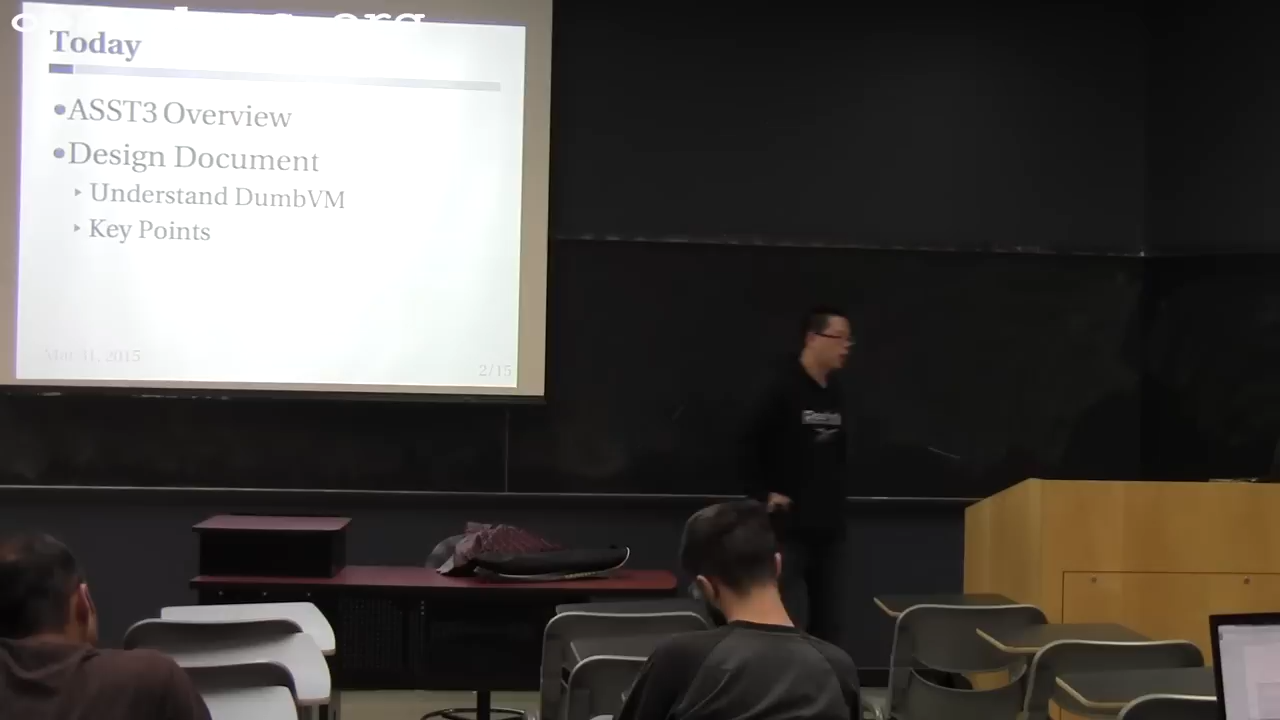 Today
•ASST3 Overview
•Design Document
‣ Understand DumbVM
‣ Key Points
Mar 11, 2015
2/15